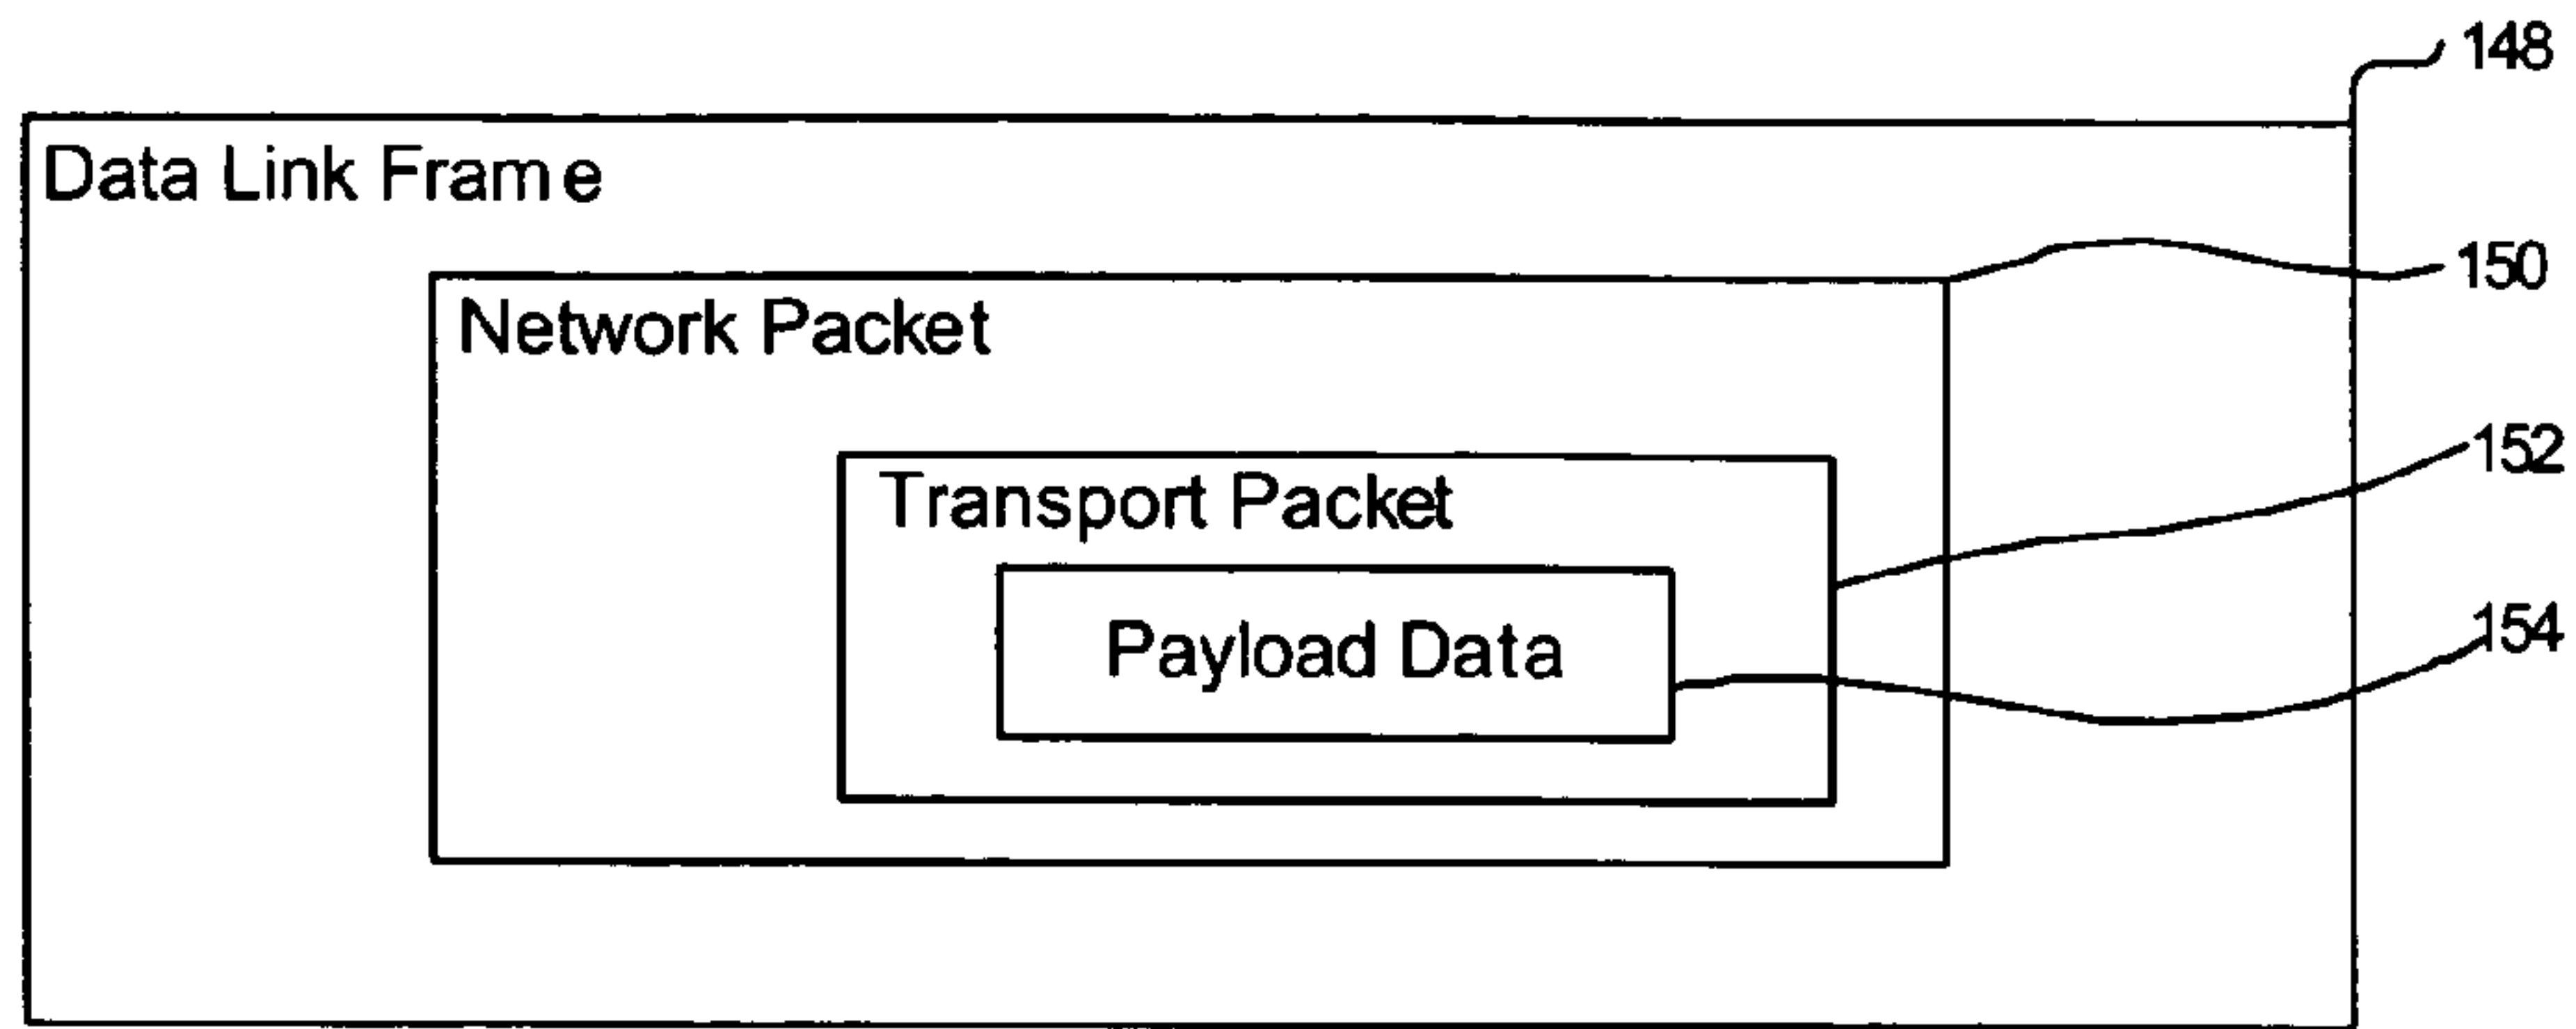 148
Data Link Frame
150
Network Packet
152
Transport Packet
154
Payload Data